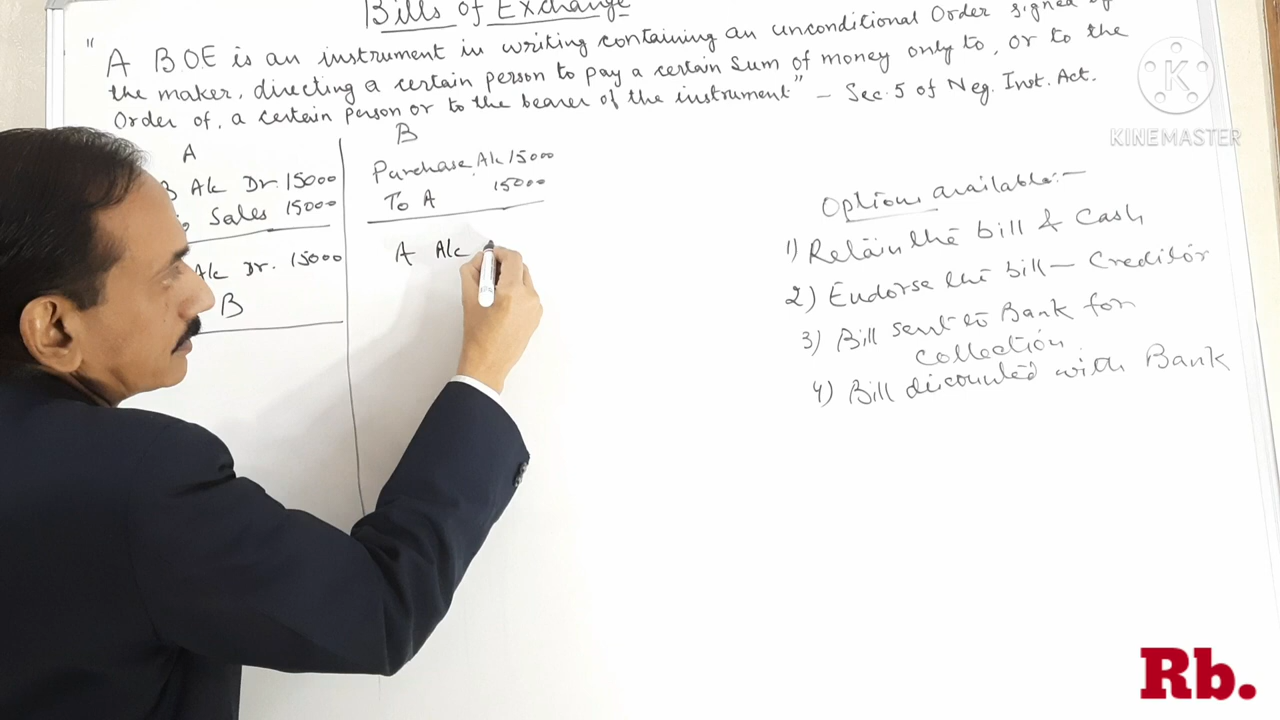 Bills of Exchange
" A BOE is an instrument in writing containing an unconditional Order signed by
the maker, directing a certain person to pay a certain sum of money only to, or to the
Order of, a certain person or to the bearer of the instrument" – Sec. 5 of Neg. Inst. Act.
A
B A/c Dr. 15000
To Sales 15000
A/c Dr. 15000
B
B
Purchase A/c 15000
To A 15000
A A/c
Options available:-
1) Retain the bill & Cash
2) Endorse the bill – Creditor
3) Bill sent to Bank for
collection
4) Bill discounted with Bank
K
KINEMASTER
Rb.